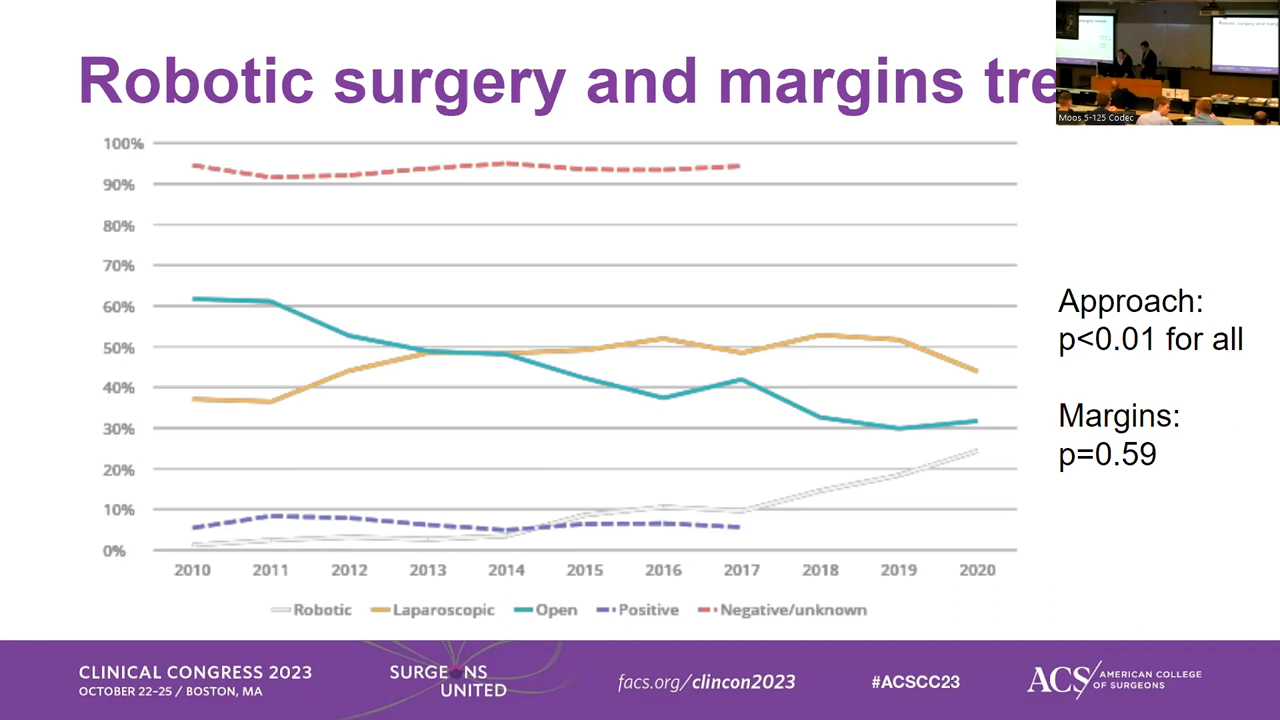 Robotic surgery and margins tre
Moos 5-125 Codec
100%
90%
80%
70%
60%
50%
40%
30%
20%
10%
0%
2010 2011 2012 2013 2014 2015 2016 2017 2018 2019 2020
Robotic Laparoscopic Open Positive Negative/unknown
Approach:
p<0.01 for all
Margins:
p=0.59
CLINICAL CONGRESS 2023
OCTOBER 22–25 / BOSTON, MA
SURGEONS
UNITED
facs.org/clincon2023
#ACSCC23
ACS
AMERICAN COLLEGE
OF SURGEONS